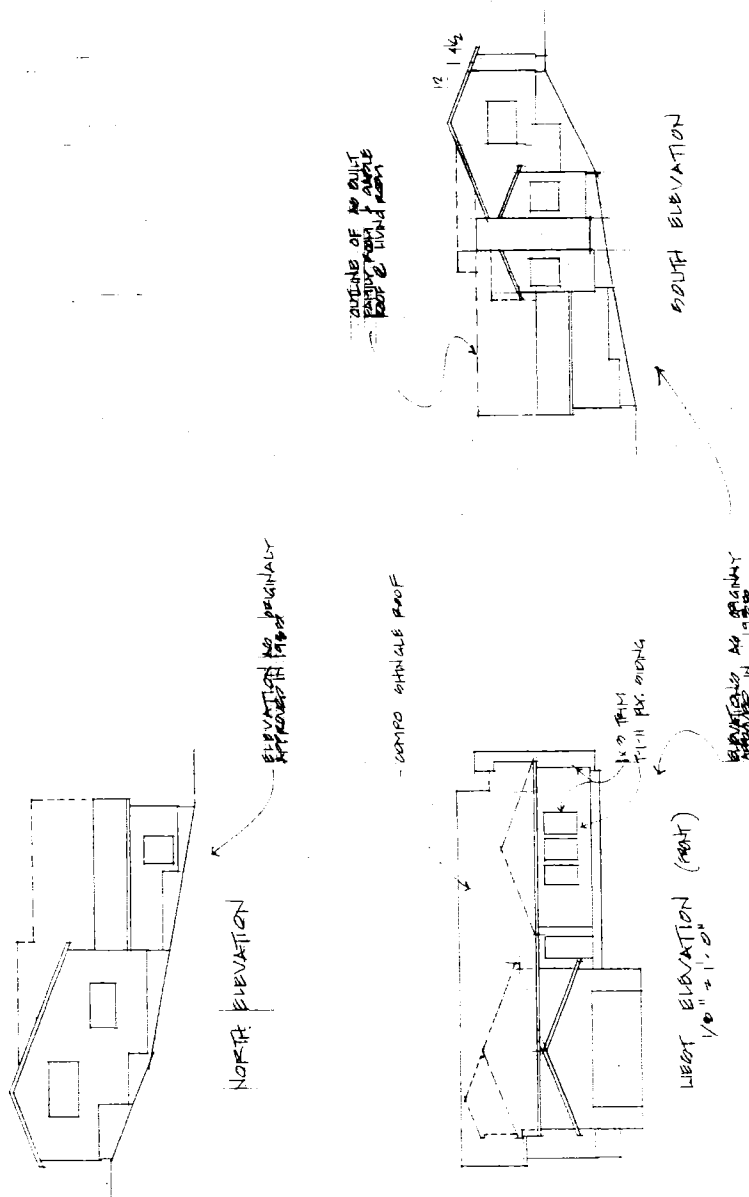 NORTH ELEVATION
ELEVATION AS ORIGINALY
APPROVED IN
- COMPO SHINGLE ROOF
1x3 TRIM
T-1-11 PLY. SIDING
WEST ELEVATION (FRONT)
1/8" = 1'-0"
ELEVATIONS AS ORIGINALY
APPROVED IN
OUTLINE OF AS BUILT
FAMILY ROOM & GABLE
ROOF @ LIVING ROOM
12
4 1/2
SOUTH ELEVATION